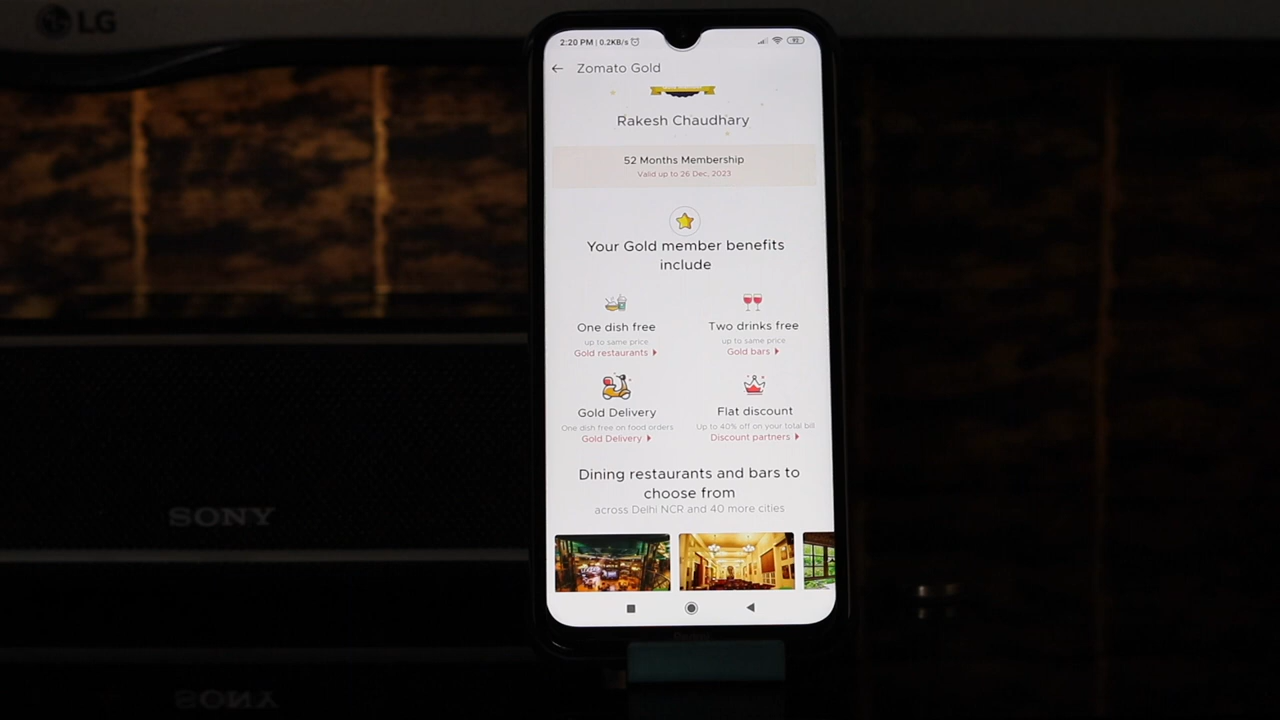 LG
2:20 PM | 0.2KB/s
92
Zomato Gold
Rakesh Chaudhary
52 Months Membership
Valid up to 26 Dec, 2023
Your Gold member benefits
include
One dish free
up to same price
Gold restaurants
Two drinks free
up to same price
Gold bars
Gold Delivery
One dish free on food orders
Gold Delivery
Flat discount
Up to 40% off on your total bill
Discount partners
Dining restaurants and bars to
choose from
across Delhi NCR and 40 more cities
SONY
SONY